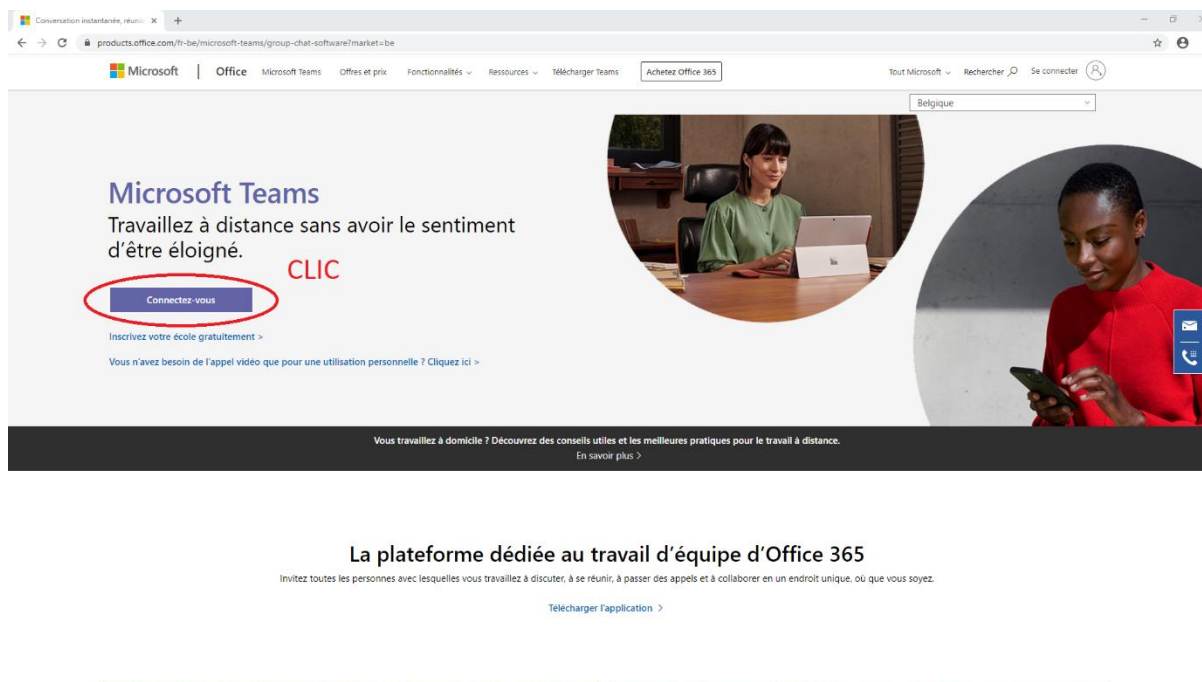 Conversation instantanée, réuni
products.office.com/fr-be/microsoft-teams/group-chat-software?market=be
Microsoft | Office Microsoft Teams Offres et prix Fonctionnalités Ressources Télécharger Teams Achetez Office 365 Tout Microsoft Rechercher Se connecter
Belgique
Microsoft Teams
Travaillez à distance sans avoir le sentiment
d'être éloigné.
CLIC
Connectez-vous
Inscrivez votre école gratuitement >
Vous n'avez besoin de l'appel vidéo que pour une utilisation personnelle ? Cliquez ici >
Vous travaillez à domicile ? Découvrez des conseils utiles et les meilleures pratiques pour le travail à distance.
En savoir plus >
La plateforme dédiée au travail d'équipe d'Office 365
Invitez toutes les personnes avec lesquelles vous travaillez à discuter, à se réunir, à passer des appels et à collaborer en un endroit unique, où que vous soyez.
Télécharger l'application >